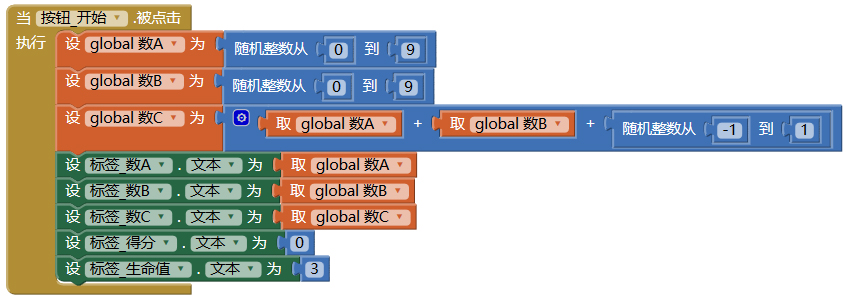 当 按钮_开始 .被点击
执行 设 global 数A 为 随机整数从 0 到 9
设 global 数B 为 随机整数从 0 到 9
设 global 数C 为 取 global 数A + 取 global 数B + 随机整数从 -1 到 1
设 标签_数A . 文本 为 取 global 数A
设 标签_数B . 文本 为 取 global 数B
设 标签_数C . 文本 为 取 global 数C
设 标签_得分 . 文本 为 0
设 标签_生命值 . 文本 为 3